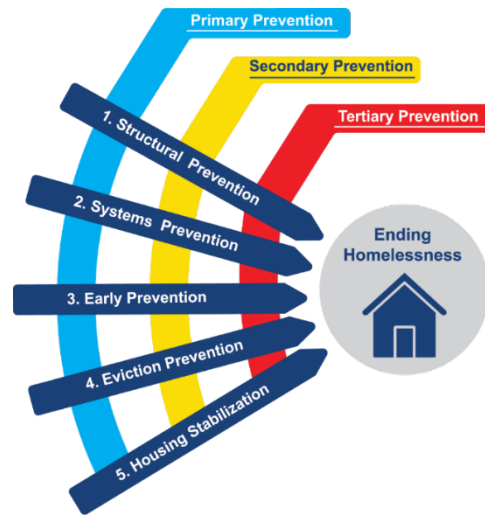 Primary Prevention
Secondary Prevention
Tertiary Prevention
1. Structural Prevention
2. Systems Prevention
3. Early Prevention
4. Eviction Prevention
5. Housing Stabilization
Ending
Homelessness